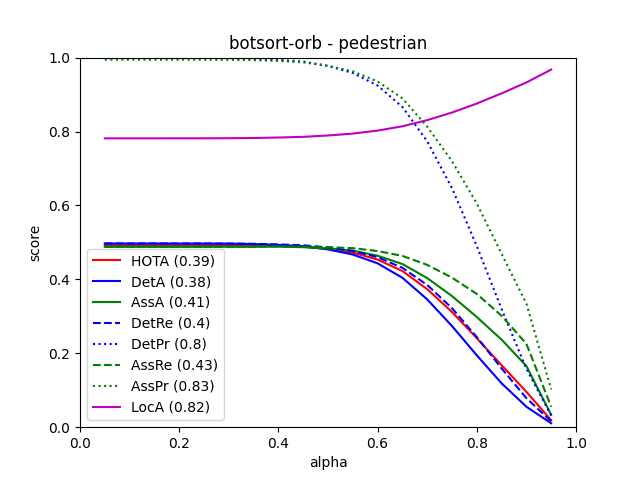 botsort-orb - pedestrian
score
1.0
0.8
0.6
0.4
0.2
0.0
HOTA (0.39)
DetA (0.38)
AssA (0.41)
DetRe (0.4)
DetPr (0.8)
AssRe (0.43)
AssPr (0.83)
LocA (0.82)
0.0 0.2 0.4 0.6 0.8 1.0
alpha